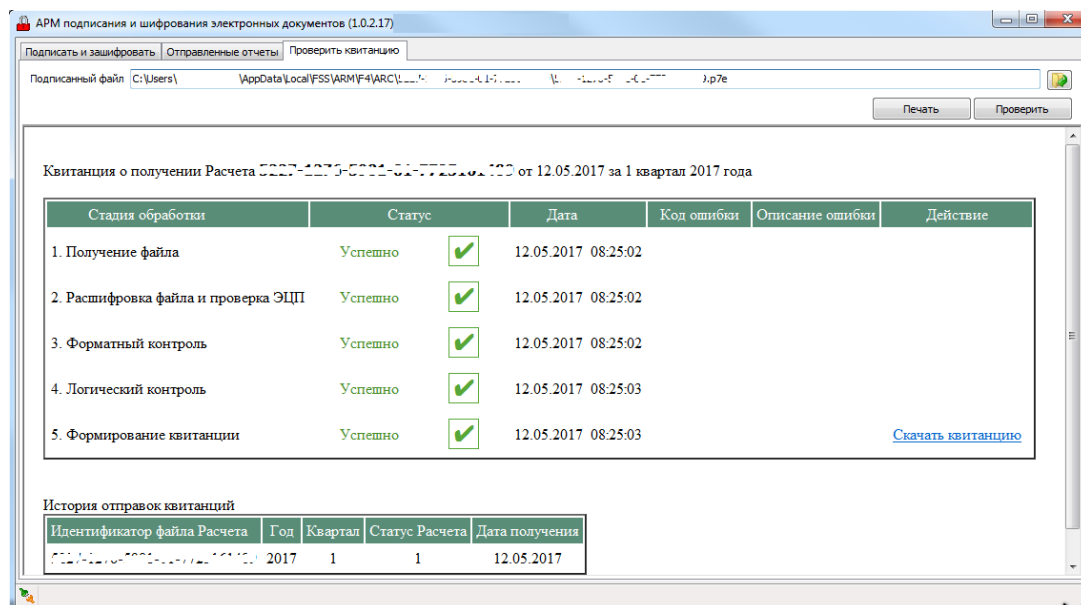 АРМ подписания и шифрования электронных документов (1.0.2.17)
Подписать и зашифровать Отправленные отчеты Проверить квитанцию
Подписанный файл C:\Users\ \AppData\Local\FSS\ARM\F4\ARC\ .p7e
Печать Проверить
Квитанция о получении Расчета от 12.05.2017 за 1 квартал 2017 года
Стадия обработки Статус Дата Код ошибки Описание ошибки Действие
1. Получение файла Успешно ✔ 12.05.2017 08:25:02
2. Расшифровка файла и проверка ЭЦП Успешно ✔ 12.05.2017 08:25:02
3. Форматный контроль Успешно ✔ 12.05.2017 08:25:02
4. Логический контроль Успешно ✔ 12.05.2017 08:25:03
5. Формирование квитанции Успешно ✔ 12.05.2017 08:25:03 Скачать квитанцию
История отправок квитанций
Идентификатор файла Расчета Год Квартал Статус Расчета Дата получения
2017 1 1 12.05.2017